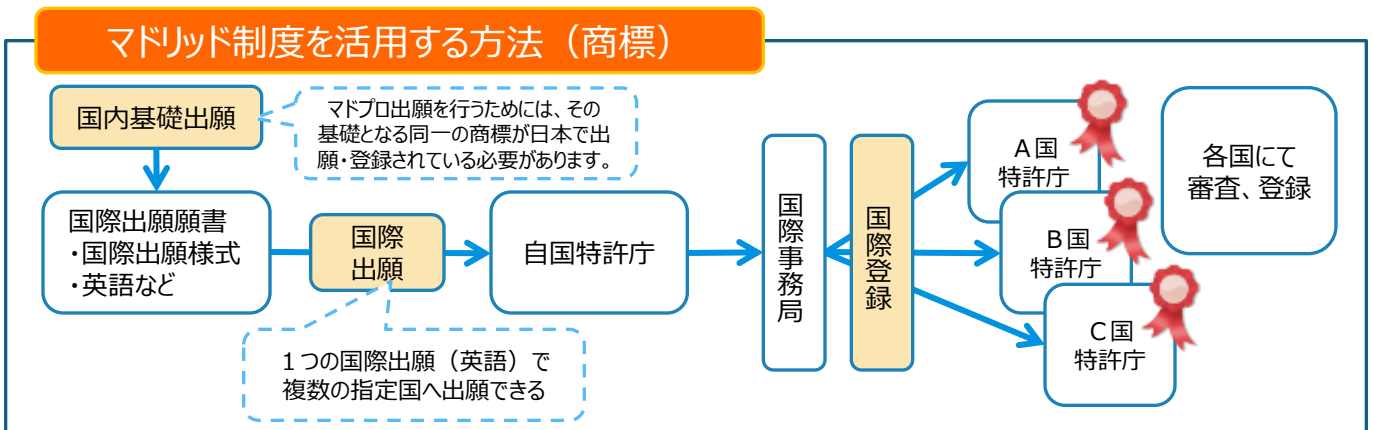 マドリッド制度を活用する方法（商標）
国内基礎出願
マドプロ出願を行うためには、その
基礎となる同一の商標が日本で出
願・登録されている必要があります。
国際出願願書
・国際出願様式
・英語など
国際
出願
１つの国際出願（英語）で
複数の指定国へ出願できる
自国特許庁
国際事務局
国際登録
Ａ国
特許庁
Ｂ国
特許庁
Ｃ国
特許庁
各国にて
審査、登録